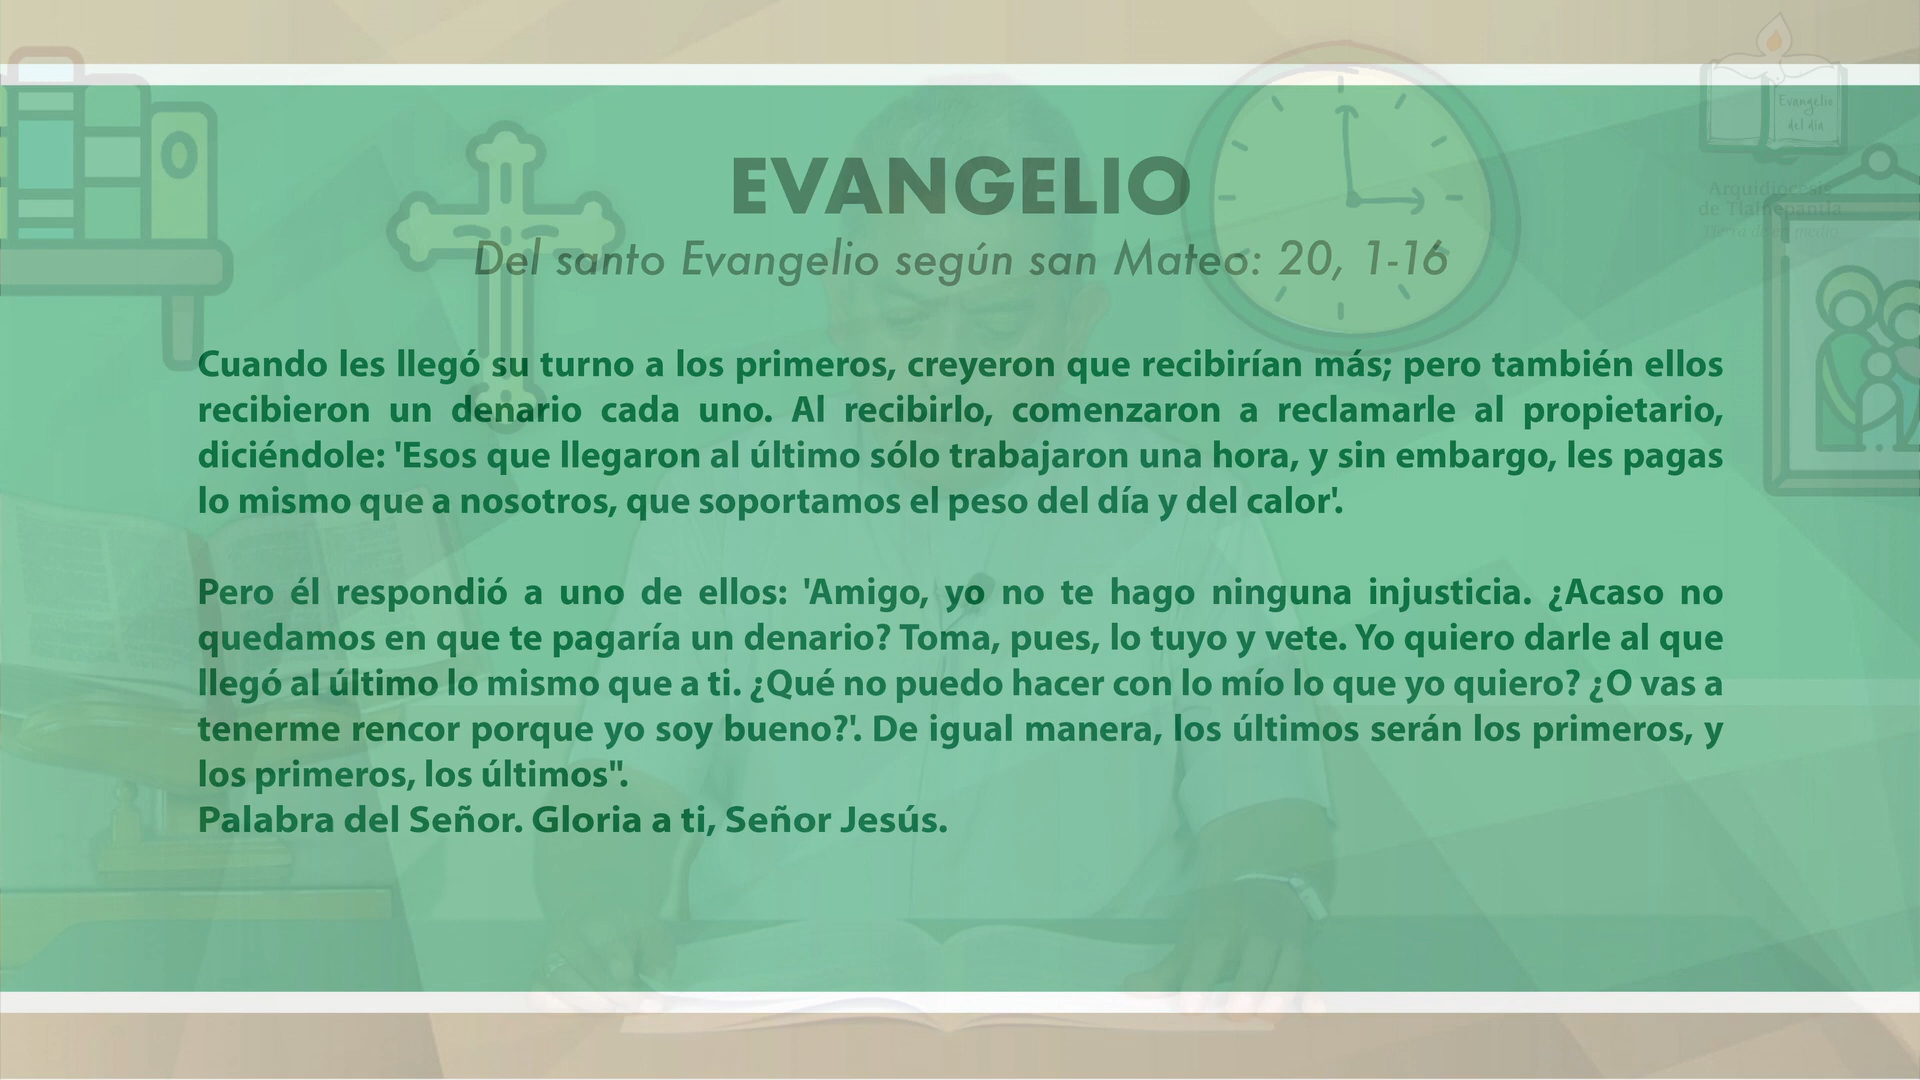 Evangelio
del día
EVANGELIO
Arquidiócesis
de Tlalnepantla
Tierra de en medio
Del santo Evangelio según san Mateo: 20, 1-16
Cuando les llegó su turno a los primeros, creyeron que recibirían más; pero también ellos
recibieron un denario cada uno. Al recibirlo, comenzaron a reclamarle al propietario,
diciéndole: 'Esos que llegaron al último sólo trabajaron una hora, y sin embargo, les pagas
lo mismo que a nosotros, que soportamos el peso del día y del calor'.
Pero él respondió a uno de ellos: 'Amigo, yo no te hago ninguna injusticia. ¿Acaso no
quedamos en que te pagaría un denario? Toma, pues, lo tuyo y vete. Yo quiero darle al que
llegó al último lo mismo que a ti. ¿Qué no puedo hacer con lo mío lo que yo quiero? ¿O vas a
tenerme rencor porque yo soy bueno?'. De igual manera, los últimos serán los primeros, y
los primeros, los últimos".
Palabra del Señor. Gloria a ti, Señor Jesús.